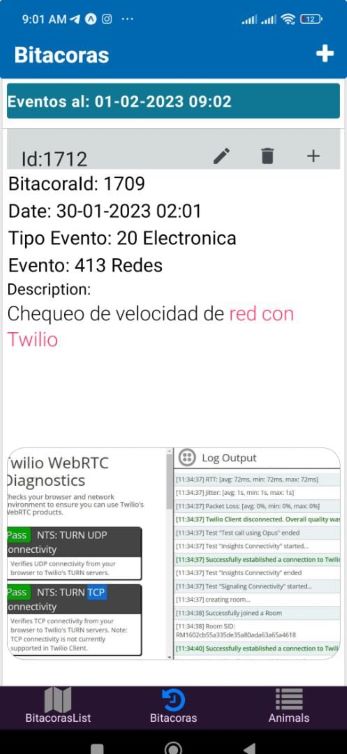 9:01 AM
12
Bitacoras
Eventos al: 01-02-2023 09:02
Id:1712
BitacoraId: 1709
Date: 30-01-2023 02:01
Tipo Evento: 20 Electronica
Evento: 413 Redes
Description:
Chequeo de velocidad de red con
Twilio
Twilio WebRTC
Diagnostics
Checks your browser and network
environment to ensure you can use Twilio's
WebRTC products.
Pass NTS: TURN UDP
onnectivity
Verifies UDP connectivity from your
browser to Twilio's TURN servers.
Pass NTS: TURN TCP
onnectivity
Verifies TCP connectivity from your
browser to Twilio's TURN servers. Note:
TCP connectivity is not currently
supported in Twilio Client.
Log Output
[11:34:37] RTT: [avg: 72ms, min: 72ms, max: 72ms]
[11:34:37] Jitter: [avg: 1s, min: 1s, max: 1s]
[11:34:37] Packet Loss: [avg: 0%, min: 0%, max: 0%]
[11:34:37] Twilio Client disconnected. Overall quality was
[11:34:37] Test "Test call using Opus" ended
[11:34:37] Test "Insights Connectivity" started...
[11:34:37] Successfully established a connection to Twili
[11:34:37] Test "Insights Connectivity" ended
[11:34:37] Test "Signaling Connectivity" started...
[11:34:37] creating room...
[11:34:38] Successfully joined a Room
[11:34:38] Room SID:
[11:34:40] Successfully established a connection to Twil
BitacorasList
Bitacoras
Animals